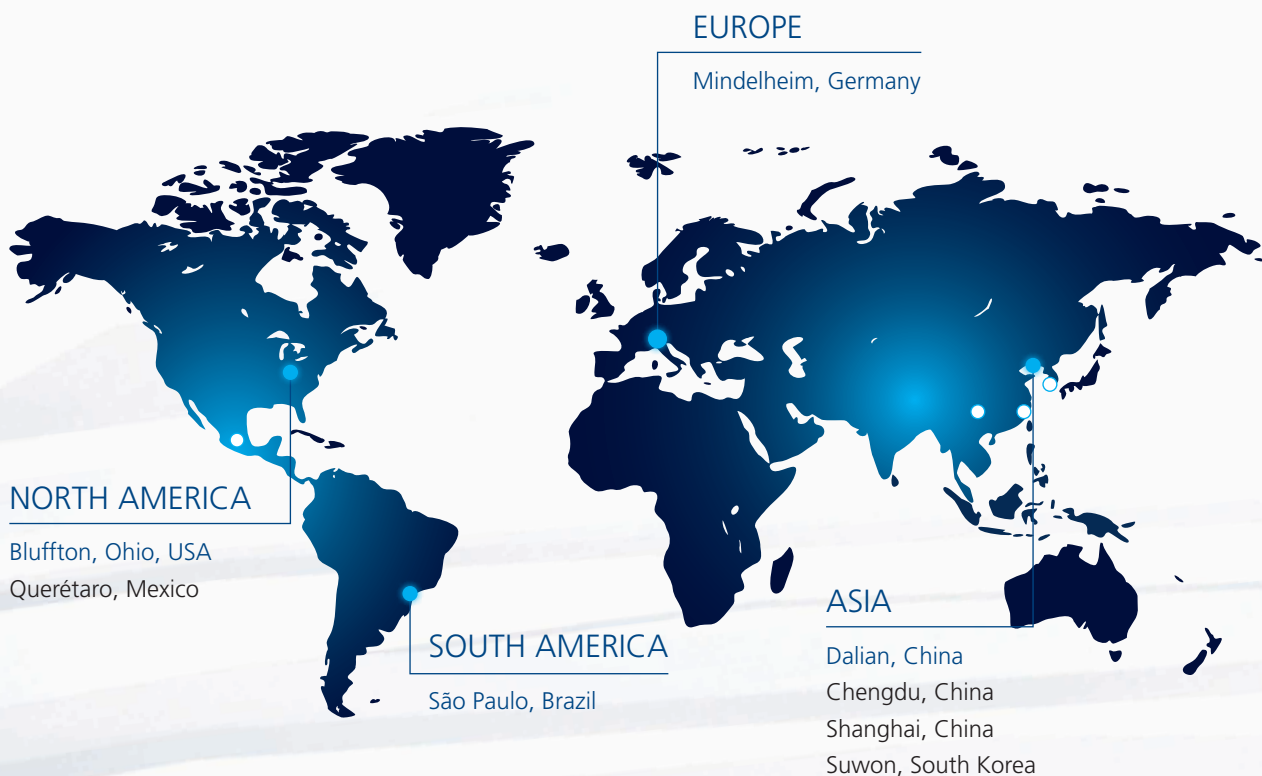 EUROPE
Mindelheim, Germany
NORTH AMERICA
Bluffton, Ohio, USA
Querétaro, Mexico
SOUTH AMERICA
São Paulo, Brazil
ASIA
Dalian, China
Chengdu, China
Shanghai, China
Suwon, South Korea